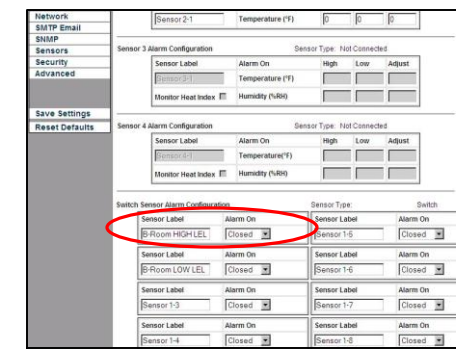 Network
SMTP Email
SNMP
Sensors
Security
Advanced
Save Settings
Reset Defaults
Sensor 2-1 Temperature (°F) 0 0 0
Sensor 3 Alarm Configuration Sensor Type: Not Connected
Sensor Label Alarm On High Low Adjust
Sensor 3-1 Temperature (°F)
Monitor Heat Index Humidity (%RH)
Sensor 4 Alarm Configuration Sensor Type: Not Connected
Sensor Label Alarm On High Low Adjust
Sensor 4-1 Temperature(°F)
Monitor Heat Index Humidity (%RH)
Switch Sensor Alarm Configuration Sensor Type: Switch
Sensor Label Alarm On Sensor Label Alarm On
B-Room HIGH LEL Closed Sensor 1-5 Closed
Sensor Label Alarm On Sensor Label Alarm On
B-Room LOW LEL Closed Sensor 1-6 Closed
Sensor Label Alarm On Sensor Label Alarm On
Sensor 1-3 Closed Sensor 1-7 Closed
Sensor Label Alarm On Sensor Label Alarm On
Sensor 1-4 Closed Sensor 1-8 Closed